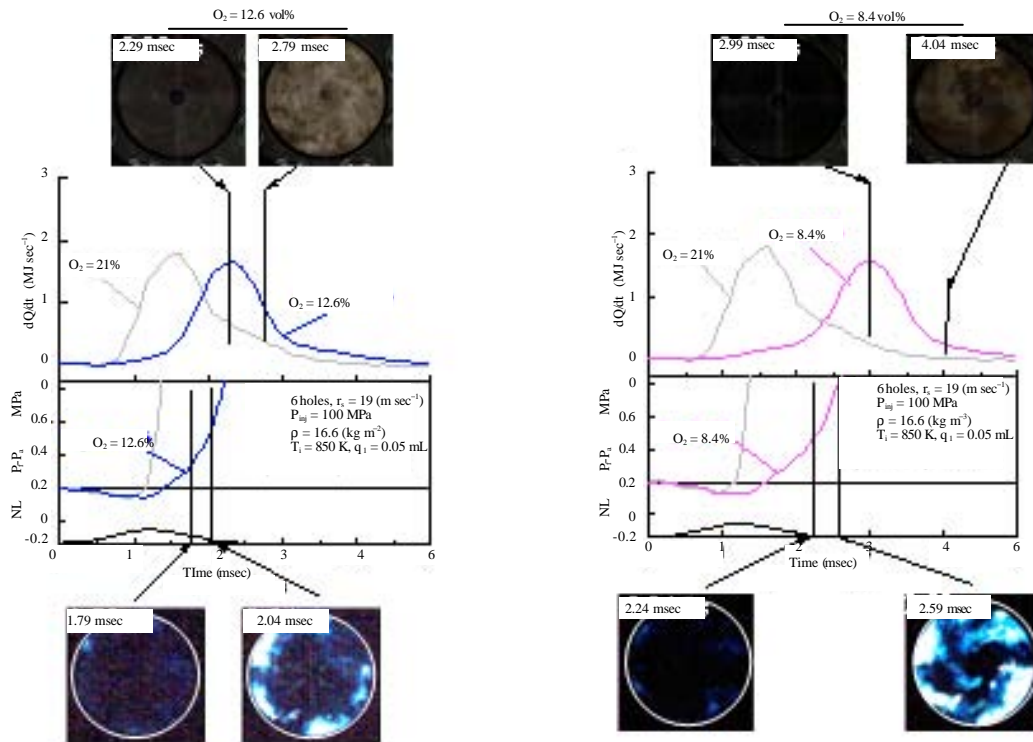 O₂ = 12.6 vol%
2.29 msec
2.79 msec
3
2
1
0
dQ/dt (MJ sec⁻¹)
O₂ = 21%
O₂ = 12.6%
0
0.6
0.4
0.2
0
-0.2
MPa
Pᵣ-Pₐ
NL
6 holes, rₛ = 19 (m sec⁻¹)
Pᵢₙⱼ = 100 MPa
ρ = 16.6 (kg m⁻²)
Tᵢ = 850 K, q₁ = 0.05 mL
O₂ = 12.6%
0
1
2
3
4
5
6
TIme (msec)
1.79 msec
2.04 msec
O₂ = 8.4 vol%
2.99 msec
4.04 msec
3
2
1
0
dQ/dt (MJ sec⁻¹)
O₂ = 21%
O₂ = 8.4%
0
0.6
0.4
0.2
0
-0.2
MPa
Pᵣ-Pₐ
NL
6 holes, rₛ = 19 (m sec⁻¹)
Pᵢₙⱼ = 100 MPa
ρ = 16.6 (kg m⁻³)
Tᵢ = 850 K, q₁ = 0.05 mL
O₂ = 8.4%
0
1
2
3
4
5
6
Time (msec)
2.24 msec
2.59 msec